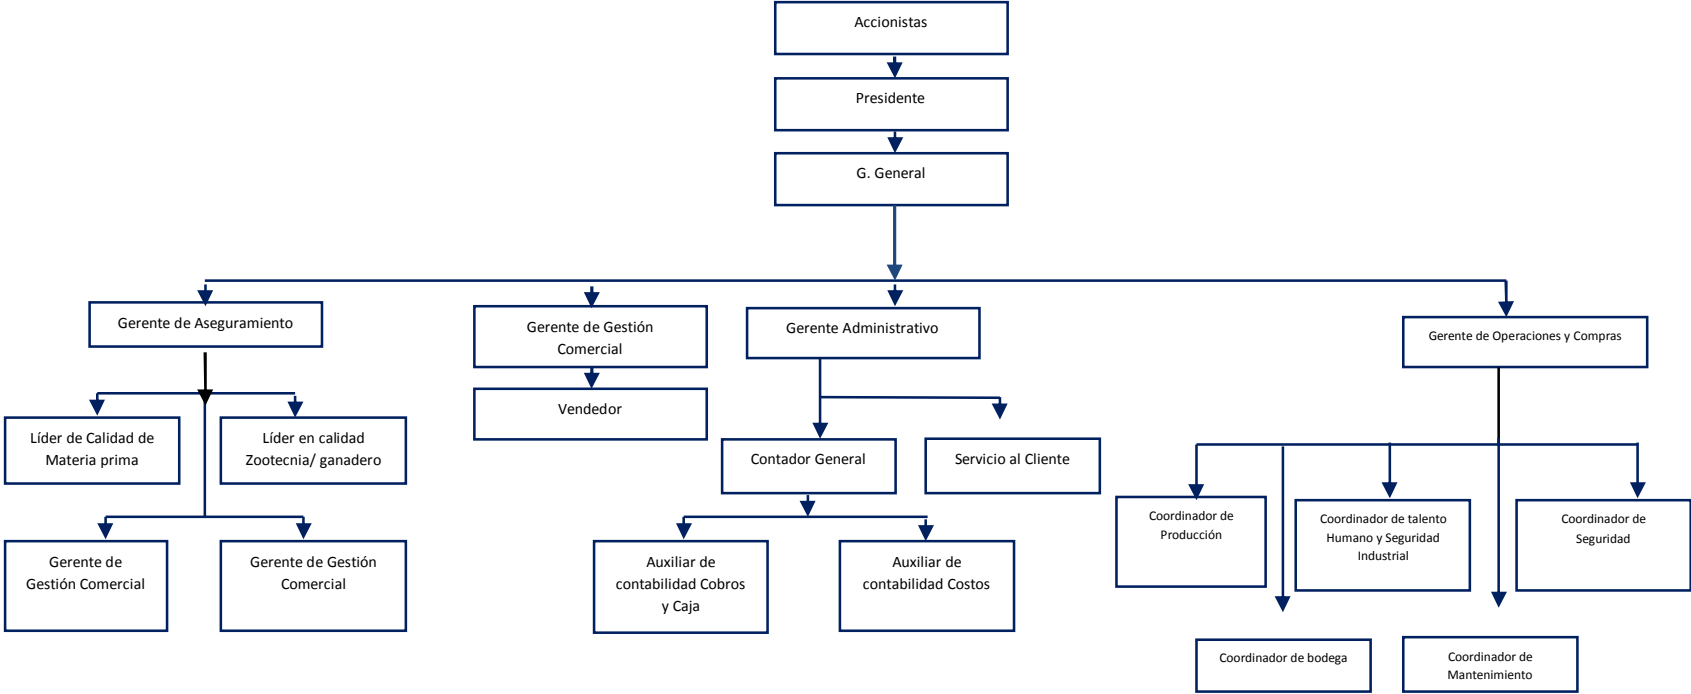 Accionistas
Presidente
G. General
Gerente de Aseguramiento
Gerente de Gestión
Comercial
Gerente Administrativo
Gerente de Operaciones y Compras
Vendedor
Líder de Calidad de
Materia prima
Líder en calidad
Zootecnia/ ganadero
Contador General
Servicio al Cliente
Coordinador de
Producción
Coordinador de talento
Humano y Seguridad
Industrial
Coordinador de
Seguridad
Gerente de
Gestión Comercial
Gerente de Gestión
Comercial
Auxiliar de
contabilidad Cobros
y Caja
Auxiliar de
contabilidad Costos
Coordinador de bodega
Coordinador de
Mantenimiento